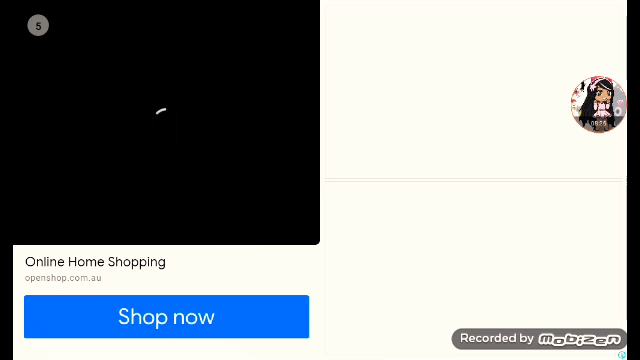 5
Online Home Shopping
openshop.com.au
Shop now
Recorded by mobizen